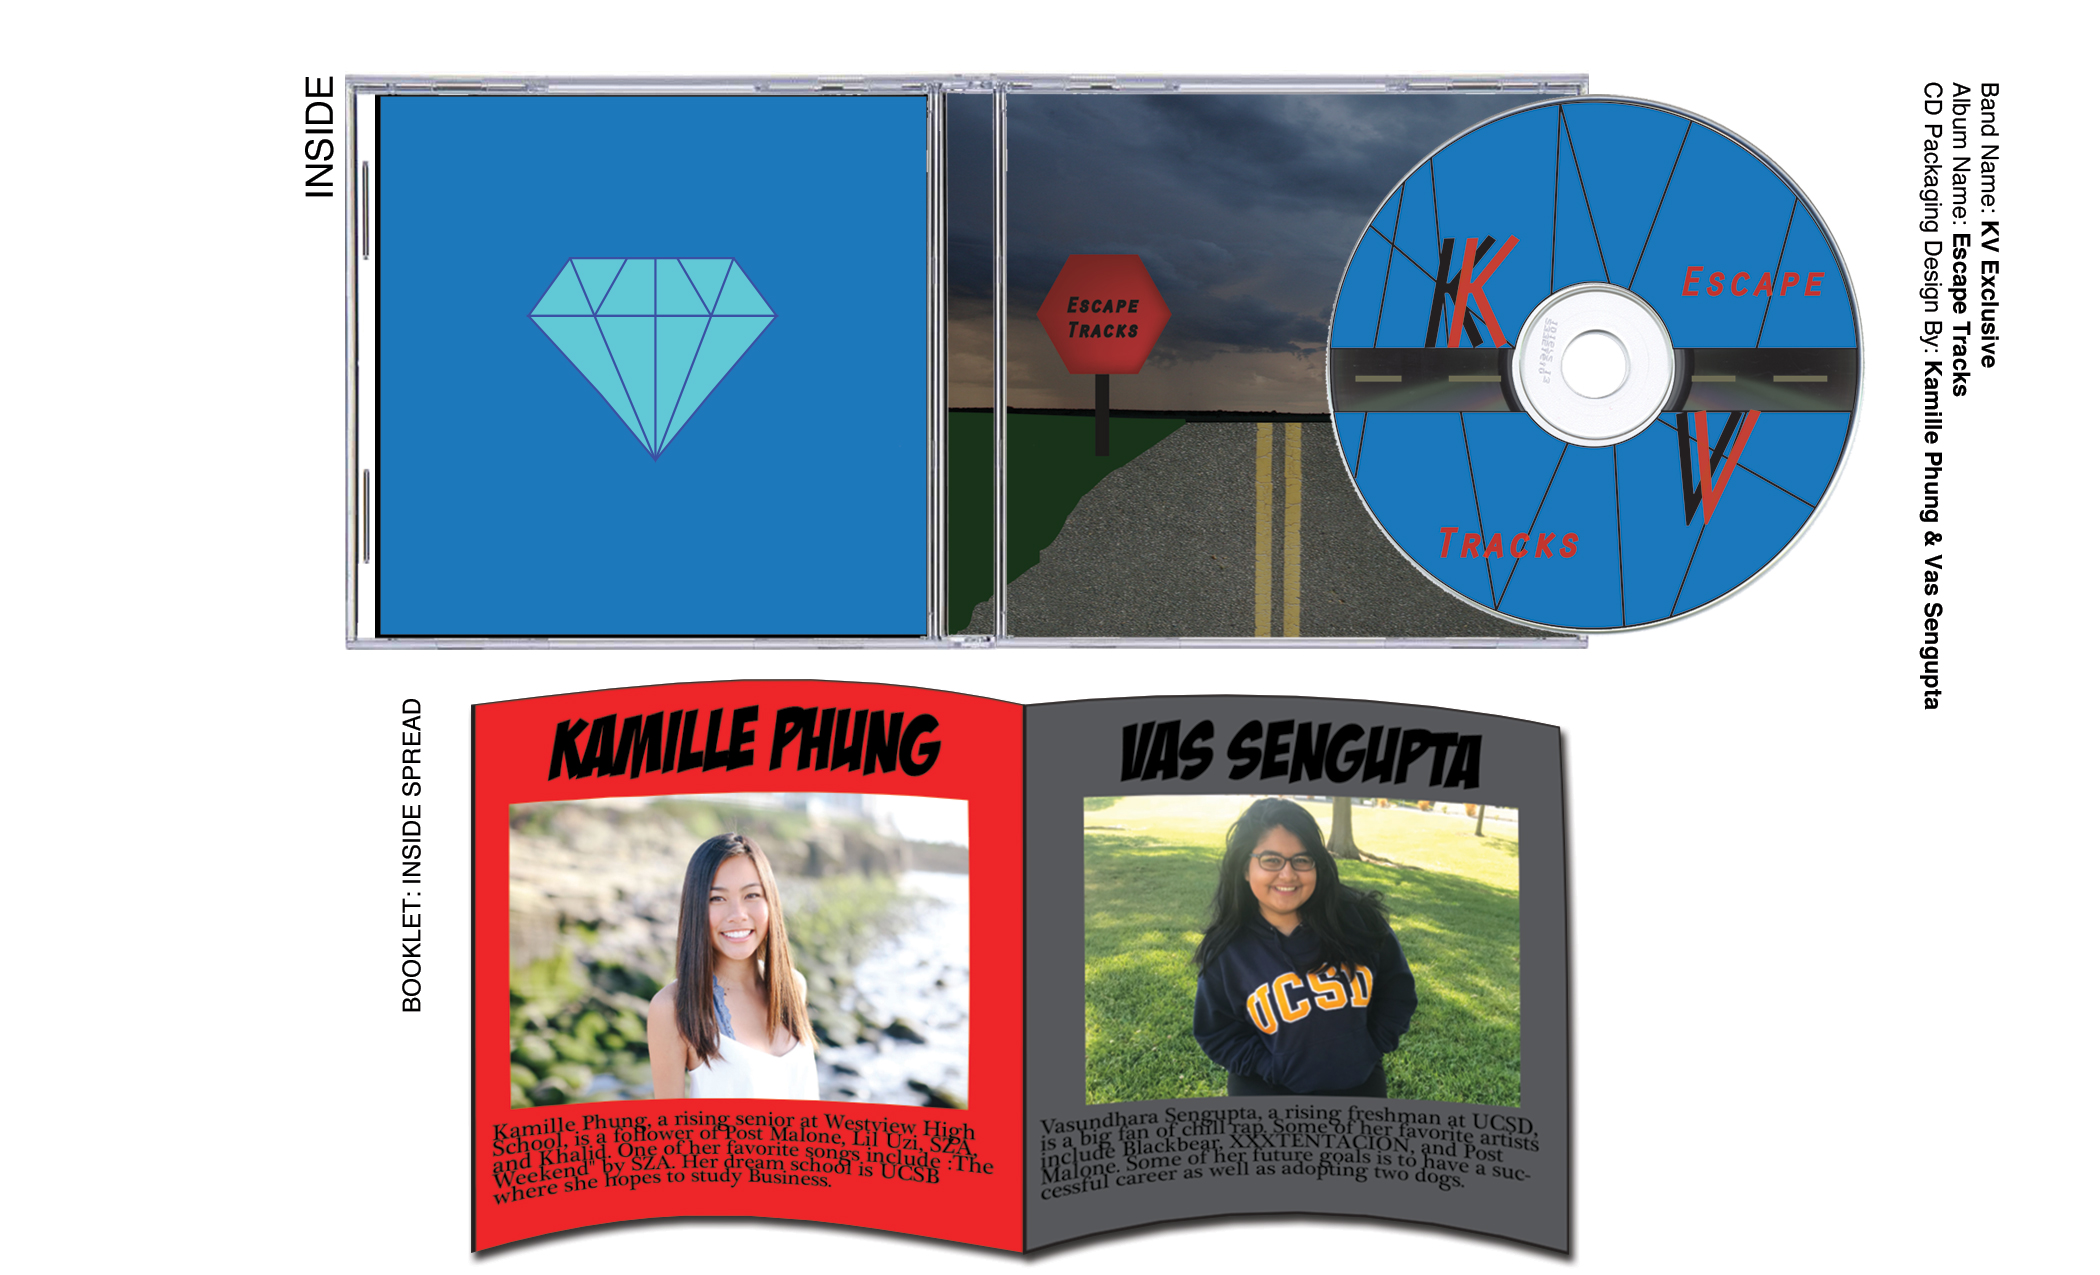 INSIDE
Band Name: KV Exclusive
Album Name: Escape Tracks
CD Packaging Design By: Kamille Phung & Vas Sengupta
ESCAPE
TRACKS
K K
ESCAPE
V V
TRACKS
BOOKLET: INSIDE SPREAD
KAMILLE PHUNG
Kamille Phung, a rising senior at Westview High
School, is a follower of Post Malone, Lil Uzi, SZA,
and Khalid. One of her favorite songs include :The
Weekend" by SZA. Her dream school is UCSB
where she hopes to study Business.
VAS SENGUPTA
UCSD
Vasundhara Sengupta, a rising freshman at UCSD,
is a big fan of chill rap. Some of her favorite artists
include Blackbear, XXXTENTACION, and Post
Malone. Some of her future goals is to have a suc-
cessful career as well as adopting two dogs.